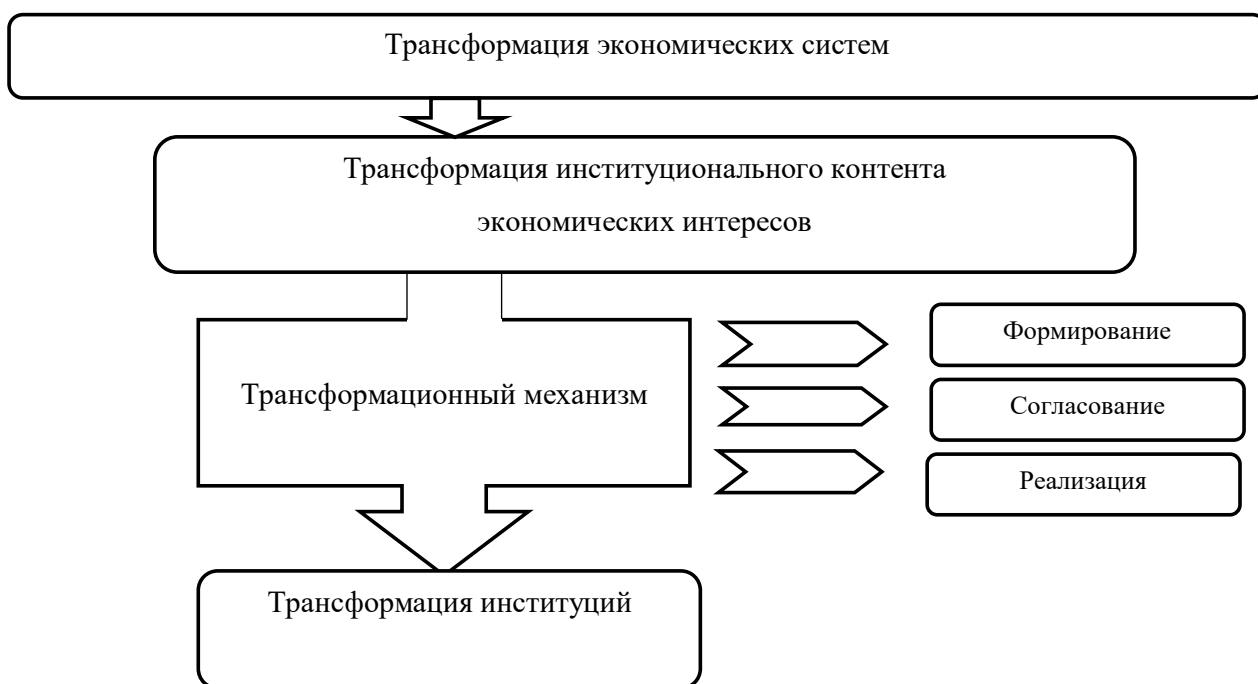 Трансформация экономических систем
Трансформация институционального контента
экономических интересов
Трансформационный механизм
Формирование
Согласование
Реализация
Трансформация институций